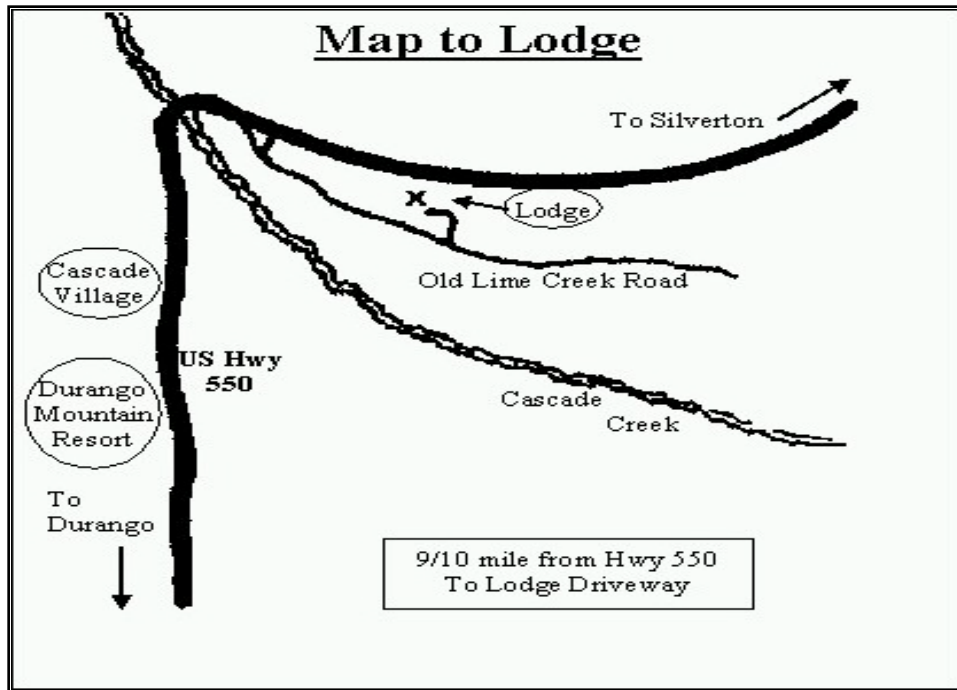 Map to Lodge
To Silverton
x
Lodge
Cascade
Village
Old Lime Creek Road
US Hwy
550
Durango
Mountain
Resort
Cascade
Creek
To
Durango
9/10 mile from Hwy 550
To Lodge Driveway